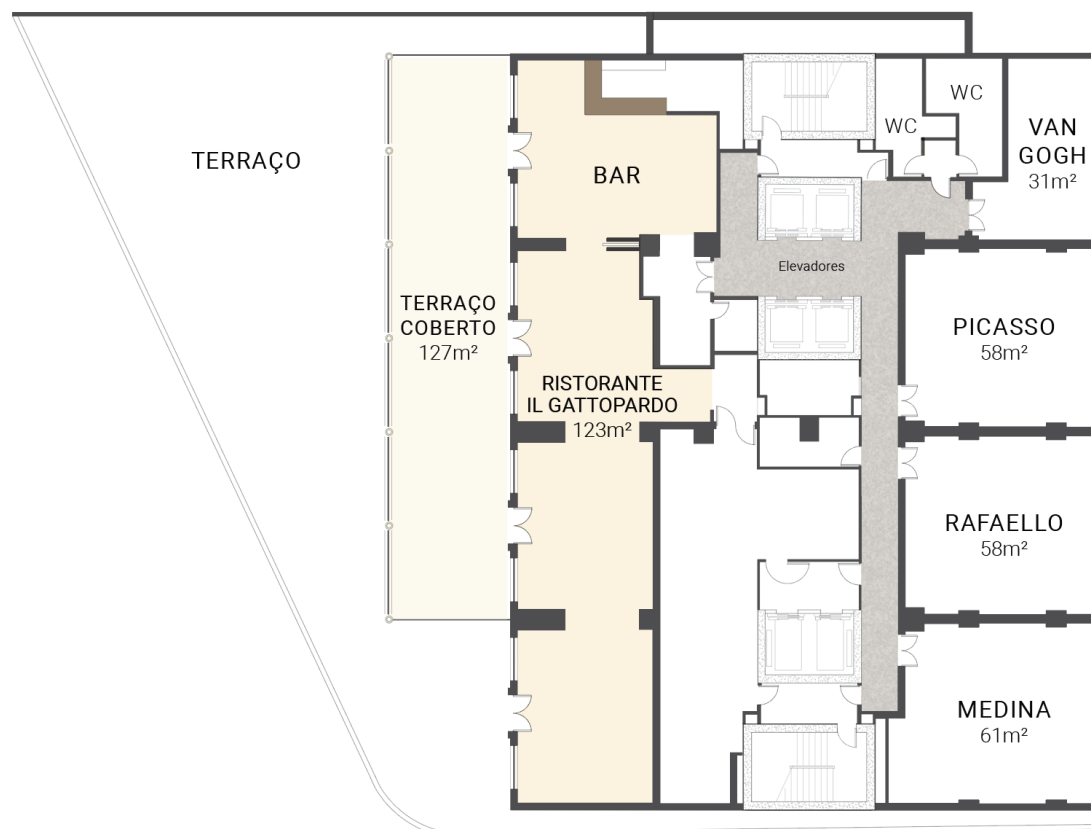 TERRAÇO
BAR
WC
WC
VAN
GOGH
31m²
Elevadores
TERRAÇO
COBERTO
127m²
RISTORANTE
IL GATTOPARDO
123m²
PICASSO
58m²
RAFAELLO
58m²
MEDINA
61m²